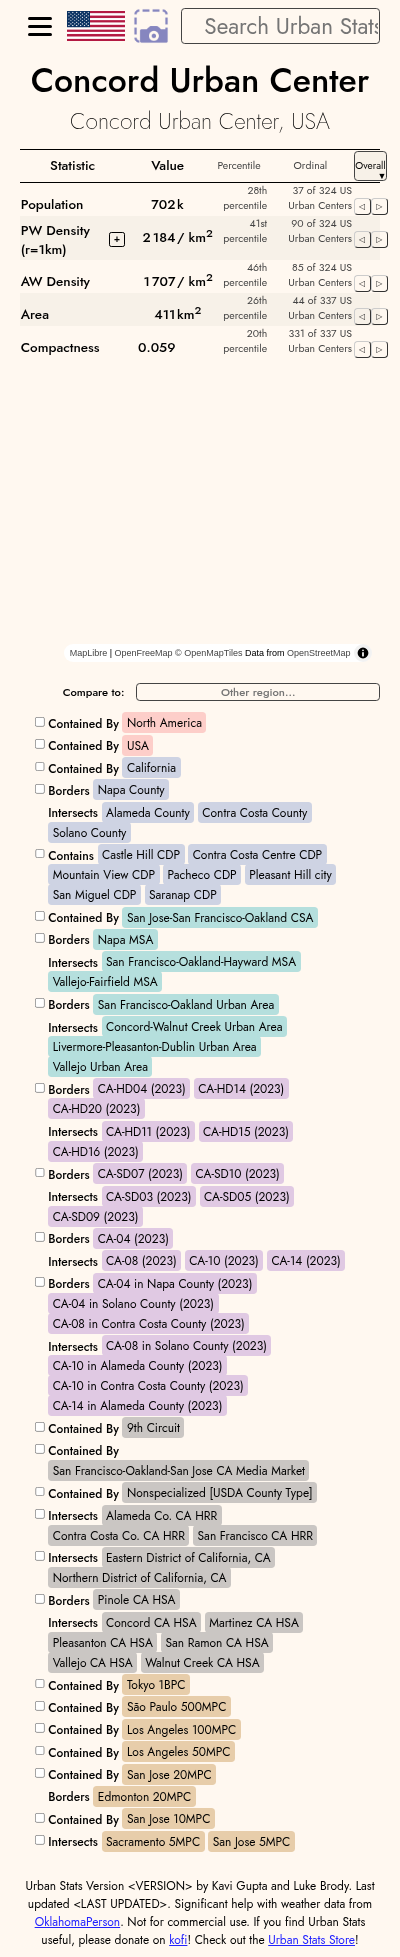 Search Urban Stats
Concord Urban Center
Concord Urban Center, USA
Statistic Value Percentile Ordinal Overall ▼
Population 702k 28th percentile 37 of 324 US Urban Centers ◁ ▷
PW Density (r=1km) + 2 184 / km² 41st percentile 90 of 324 US Urban Centers ◁ ▷
AW Density 1 707 / km² 46th percentile 85 of 324 US Urban Centers ◁ ▷
Area 411 km² 26th percentile 44 of 337 US Urban Centers ◁ ▷
Compactness 0.059 20th percentile 331 of 337 US Urban Centers ◁ ▷
MapLibre | OpenFreeMap © OpenMapTiles Data from OpenStreetMap
Compare to: Other region...
Contained By North America
Contained By USA
Contained By California
Borders Napa County
Intersects Alameda County Contra Costa County
Solano County
Contains Castle Hill CDP Contra Costa Centre CDP
Mountain View CDP Pacheco CDP Pleasant Hill city
San Miguel CDP Saranap CDP
Contained By San Jose-San Francisco-Oakland CSA
Borders Napa MSA
Intersects San Francisco-Oakland-Hayward MSA
Vallejo-Fairfield MSA
Borders San Francisco-Oakland Urban Area
Intersects Concord-Walnut Creek Urban Area
Livermore-Pleasanton-Dublin Urban Area
Vallejo Urban Area
Borders CA-HD04 (2023) CA-HD14 (2023)
CA-HD20 (2023)
Intersects CA-HD11 (2023) CA-HD15 (2023)
CA-HD16 (2023)
Borders CA-SD07 (2023) CA-SD10 (2023)
Intersects CA-SD03 (2023) CA-SD05 (2023)
CA-SD09 (2023)
Borders CA-04 (2023)
Intersects CA-08 (2023) CA-10 (2023) CA-14 (2023)
Borders CA-04 in Napa County (2023)
CA-04 in Solano County (2023)
CA-08 in Contra Costa County (2023)
Intersects CA-08 in Solano County (2023)
CA-10 in Alameda County (2023)
CA-10 in Contra Costa County (2023)
CA-14 in Alameda County (2023)
Contained By 9th Circuit
Contained By
San Francisco-Oakland-San Jose CA Media Market
Contained By Nonspecialized [USDA County Type]
Intersects Alameda Co. CA HRR
Contra Costa Co. CA HRR San Francisco CA HRR
Intersects Eastern District of California, CA
Northern District of California, CA
Borders Pinole CA HSA
Intersects Concord CA HSA Martinez CA HSA
Pleasanton CA HSA San Ramon CA HSA
Vallejo CA HSA Walnut Creek CA HSA
Contained By Tokyo 1BPC
Contained By São Paulo 500MPC
Contained By Los Angeles 100MPC
Contained By Los Angeles 50MPC
Contained By San Jose 20MPC
Borders Edmonton 20MPC
Contained By San Jose 10MPC
Intersects Sacramento 5MPC San Jose 5MPC
Urban Stats Version <VERSION> by Kavi Gupta and Luke Brody. Last
updated <LAST UPDATED>. Significant help with weather data from
OklahomaPerson. Not for commercial use. If you find Urban Stats
useful, please donate on kofi! Check out the Urban Stats Store!